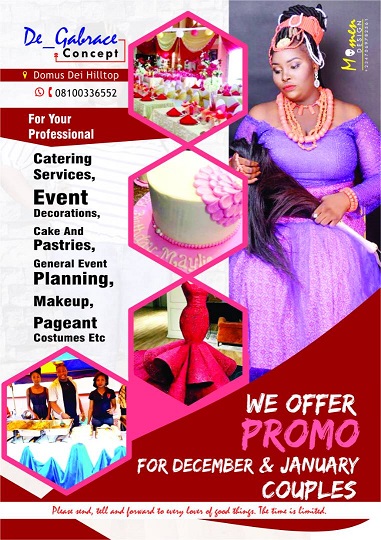 De_Gabrace
Concept
Domus Dei Hilltop
08100336552
For Your
Professional
Catering
Services,
Event
Decorations,
Cake And
Pastries,
General Event
Planning,
Makeup,
Pageant
Costumes Etc
Women
DESIGN
WE OFFER
PROMO
FOR DECEMBER & JANUARY
COUPLES
Please send, tell and forward to every lover of good things. The time is limited.